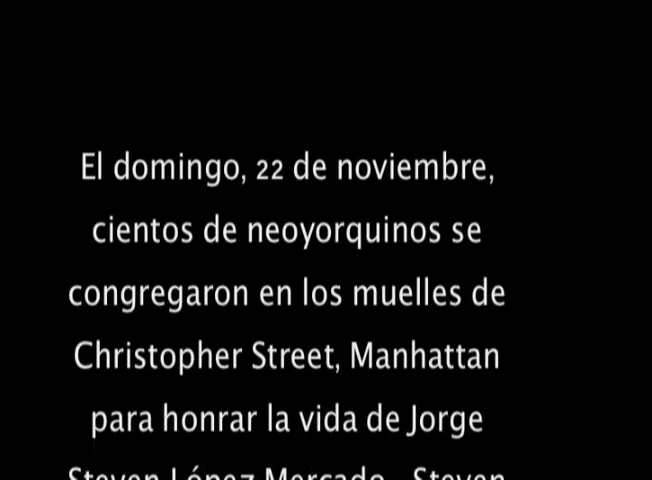 El domingo, 22 de noviembre,
cientos de neoyorquinos se
congregaron en los muelles de
Christopher Street, Manhattan
para honrar la vida de Jorge
Steven López Mercado. Steven